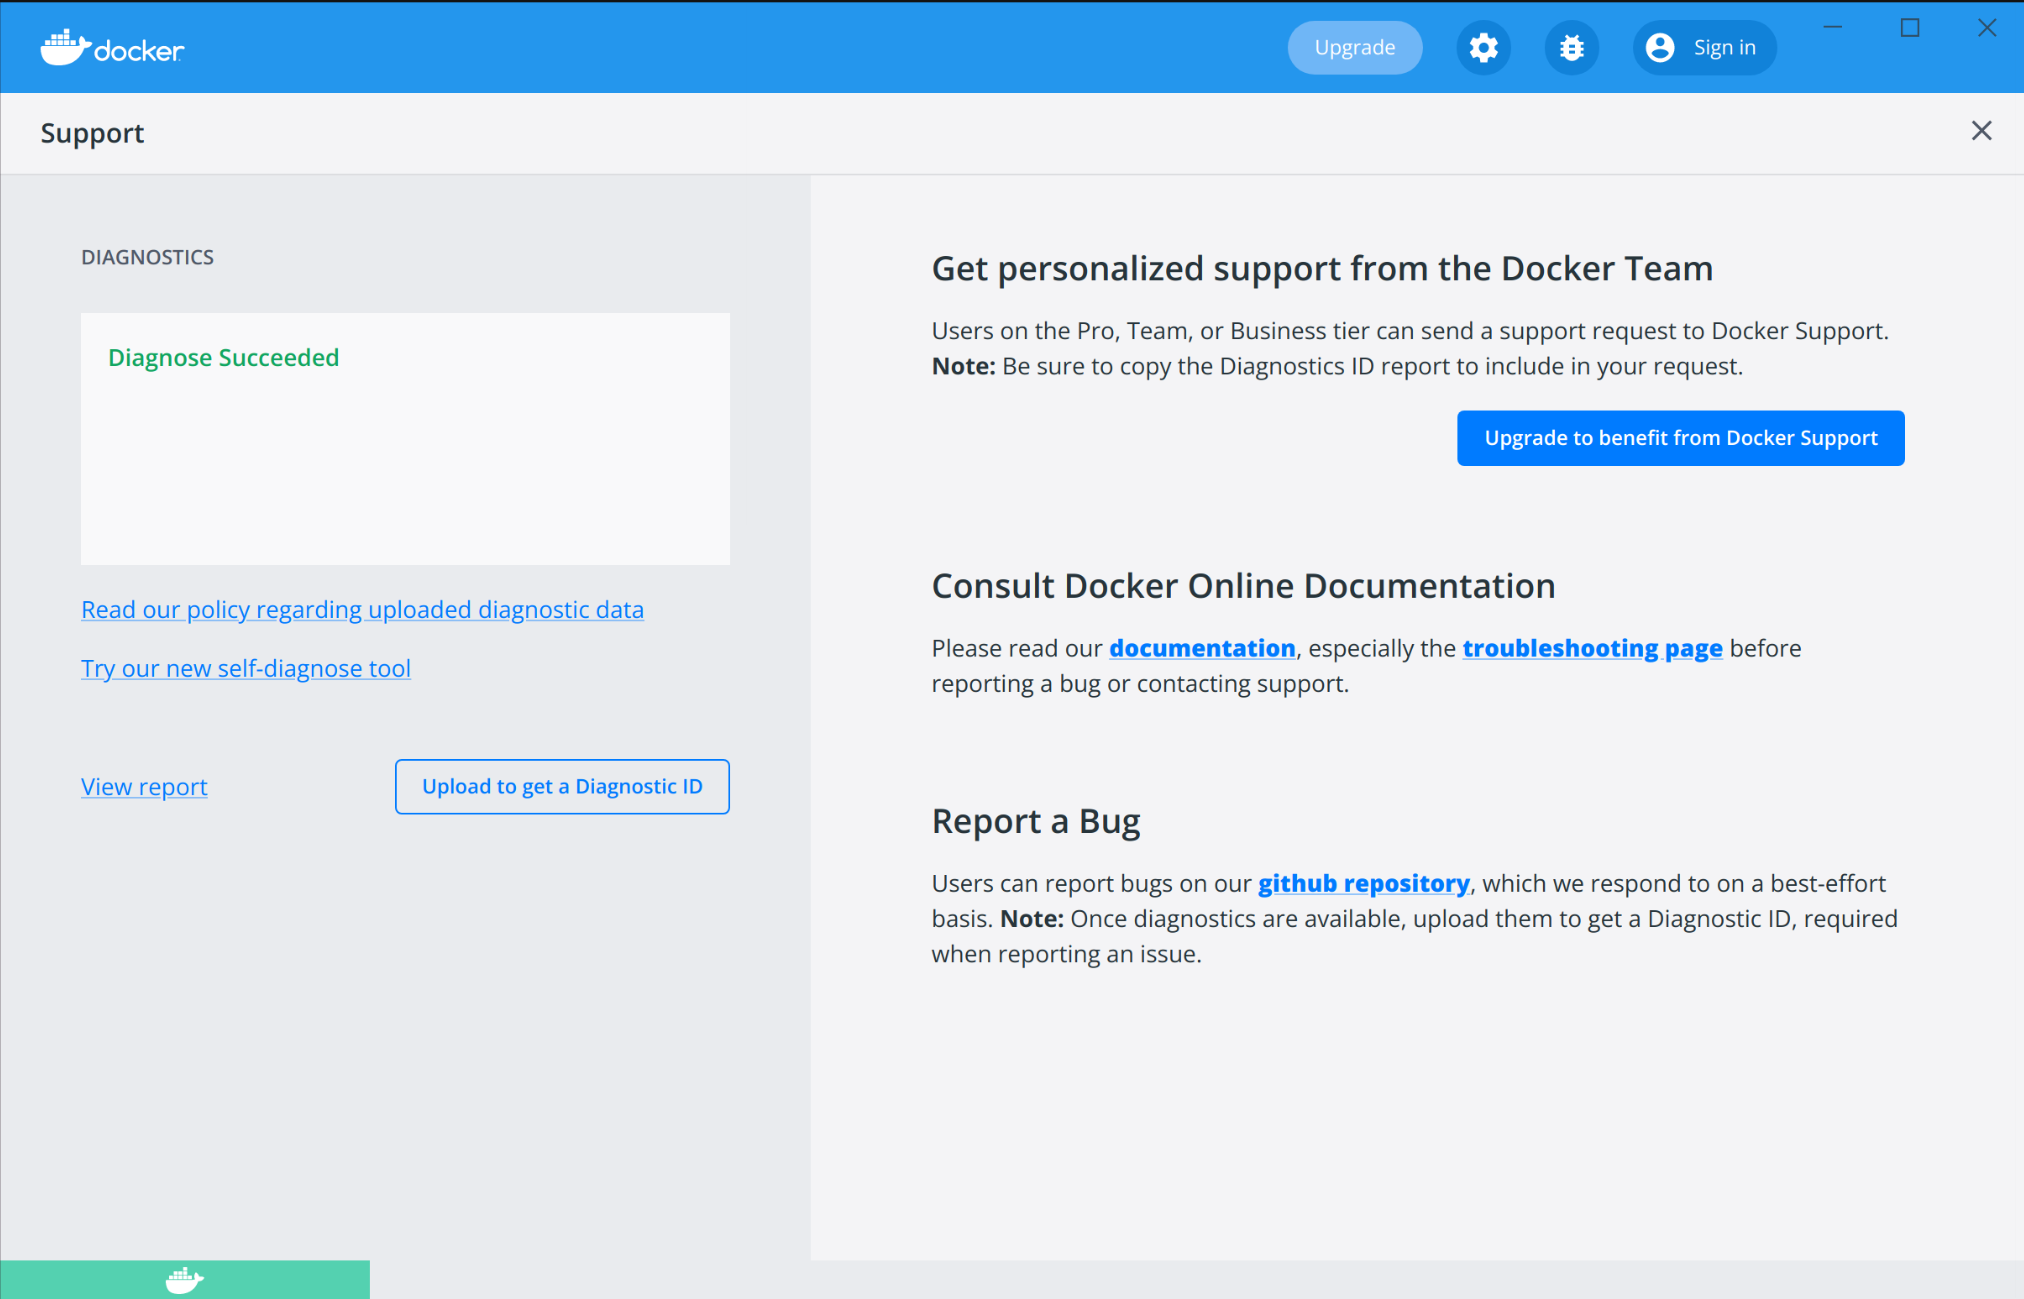 docker
Upgrade
Sign in
Support
DIAGNOSTICS
Diagnose Succeeded
Read our policy regarding uploaded diagnostic data
Try our new self-diagnose tool
View report
Upload to get a Diagnostic ID
Get personalized support from the Docker Team
Users on the Pro, Team, or Business tier can send a support request to Docker Support.
Note: Be sure to copy the Diagnostics ID report to include in your request.
Upgrade to benefit from Docker Support
Consult Docker Online Documentation
Please read our documentation, especially the troubleshooting page before
reporting a bug or contacting support.
Report a Bug
Users can report bugs on our github repository, which we respond to on a best-effort
basis. Note: Once diagnostics are available, upload them to get a Diagnostic ID, required
when reporting an issue.